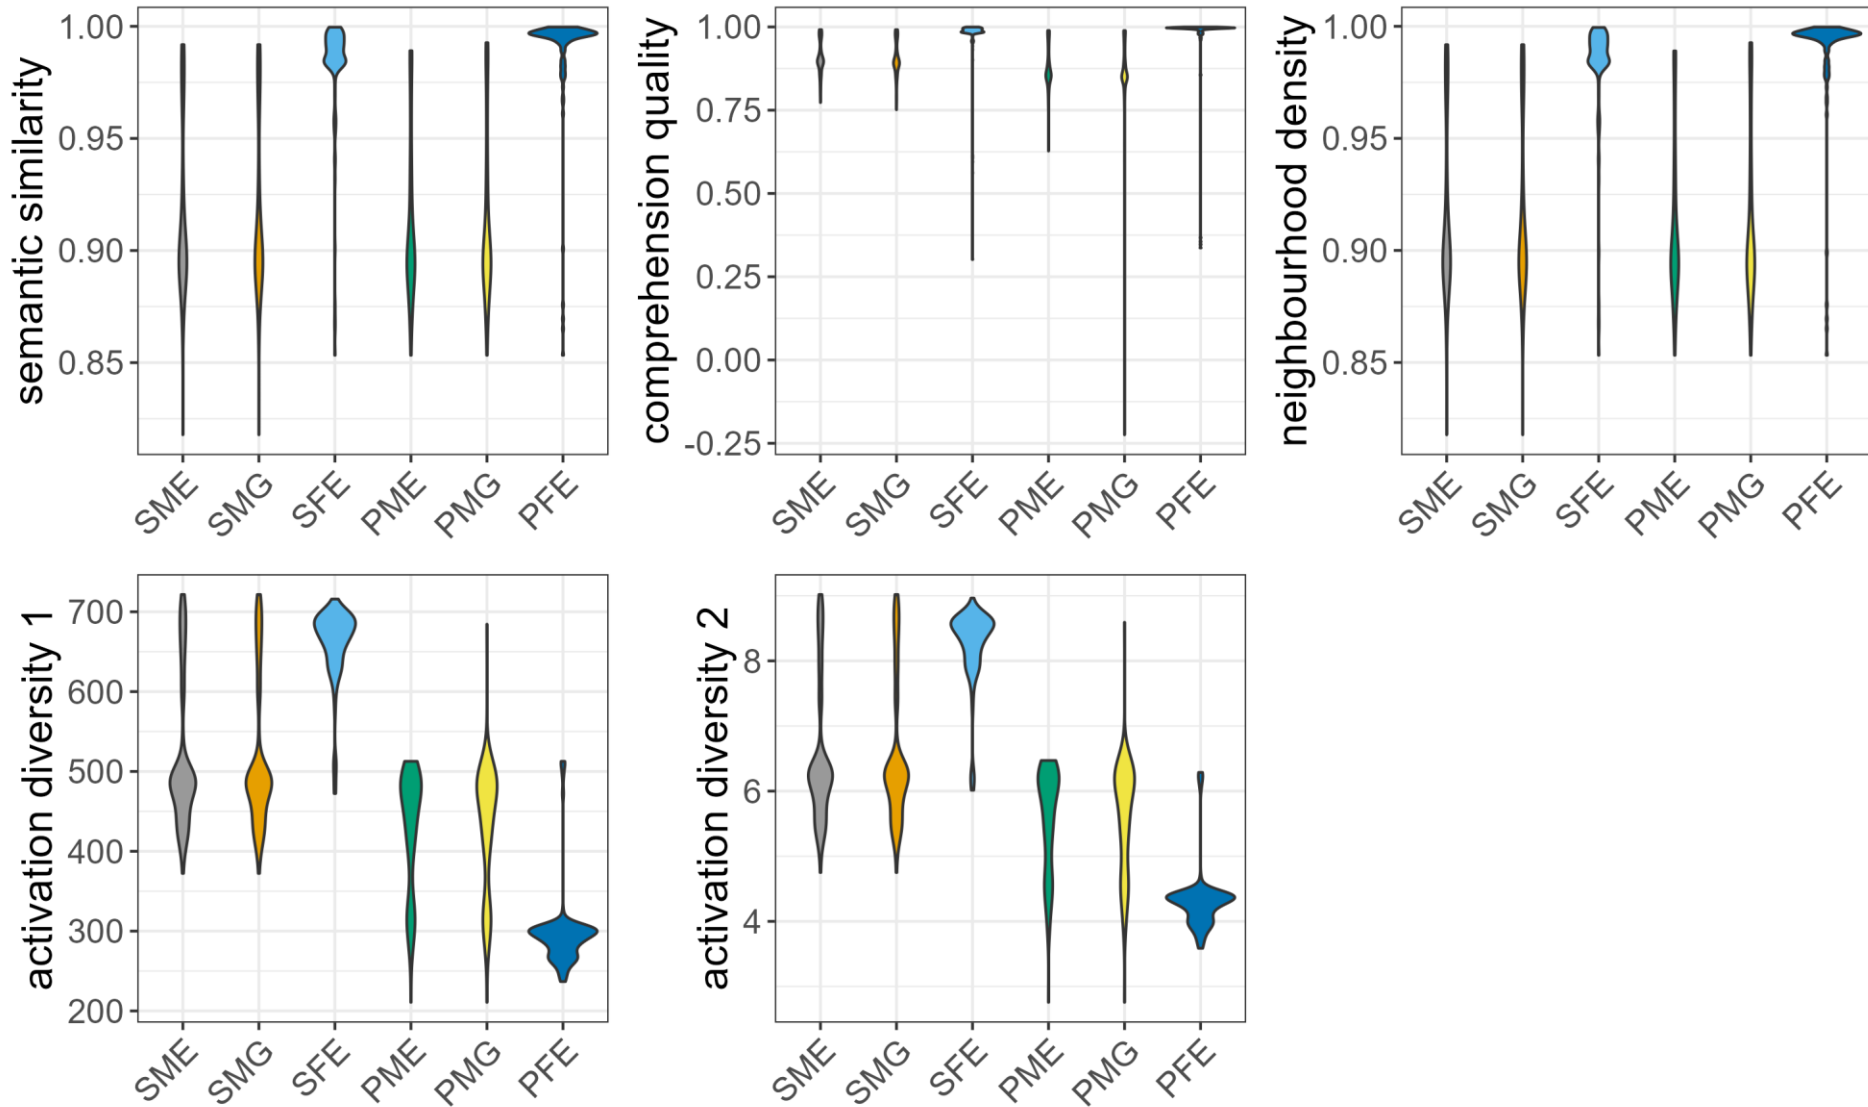 semantic similarity
1.00
0.95
0.90
0.85
SME
SMG
SFE
PME
PMG
PFE
comprehension quality
1.00
0.75
0.50
0.25
0.00
-0.25
SME
SMG
SFE
PME
PMG
PFE
neighbourhood density
1.00
0.95
0.90
0.85
SME
SMG
SFE
PME
PMG
PFE
activation diversity 1
700
600
500
400
300
200
SME
SMG
SFE
PME
PMG
PFE
activation diversity 2
8
6
4
SME
SMG
SFE
PME
PMG
PFE